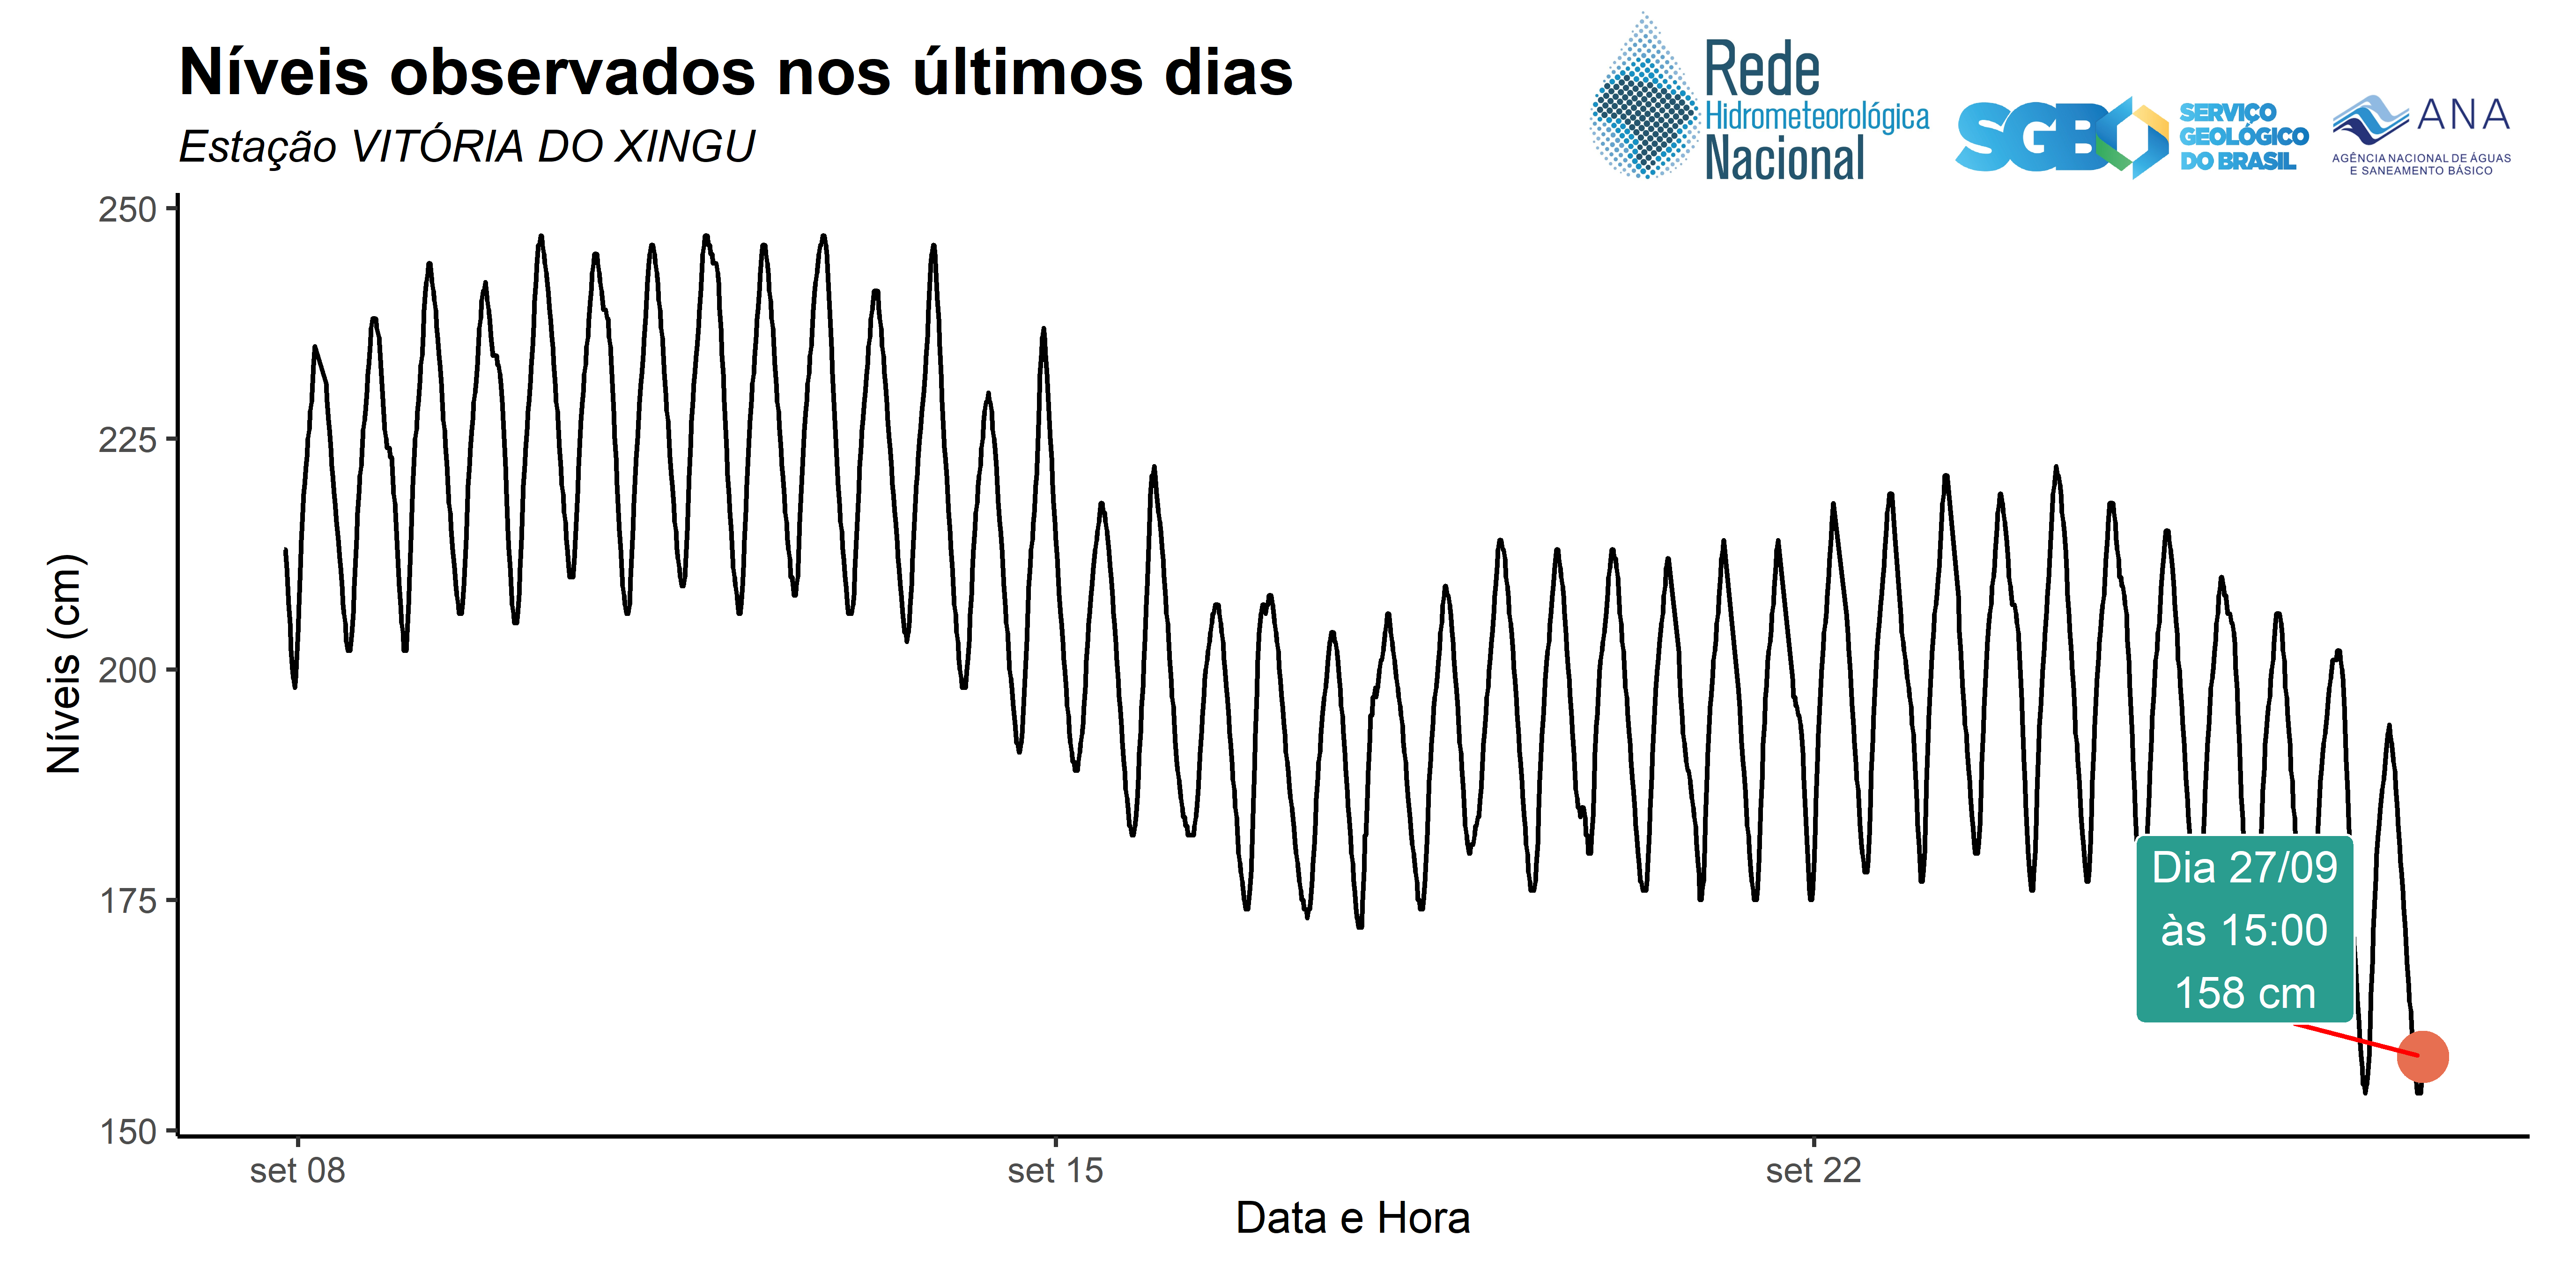 Níveis observados nos últimos dias
Estação VITÓRIA DO XINGU
Rede
Hidrometeorológica
Nacional
SGB
SERVIÇO
GEOLÓGICO
DO BRASIL
ANA
AGÊNCIA NACIONAL DE ÁGUAS
E SANEAMENTO BÁSICO
Níveis (cm)
250
225
200
175
150
Dia 27/09
às 15:00
158 cm
set 08
set 15
set 22
Data e Hora